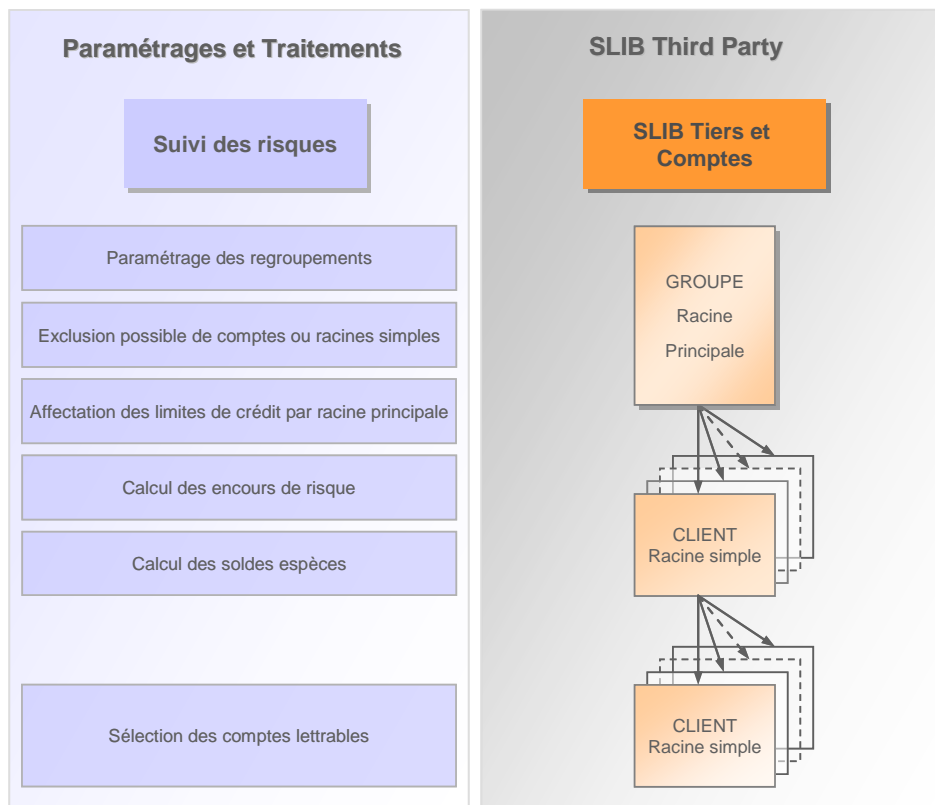 Paramétrages et Traitements
Suivi des risques
Paramétrage des regroupements
Exclusion possible de comptes ou racines simples
Affectation des limites de crédit par racine principale
Calcul des encours de risque
Calcul des soldes espèces
Sélection des comptes lettrables
SLIB Third Party
SLIB Tiers et
Comptes
GROUPE
Racine
Principale
CLIENT
Racine simple
CLIENT
Racine simple